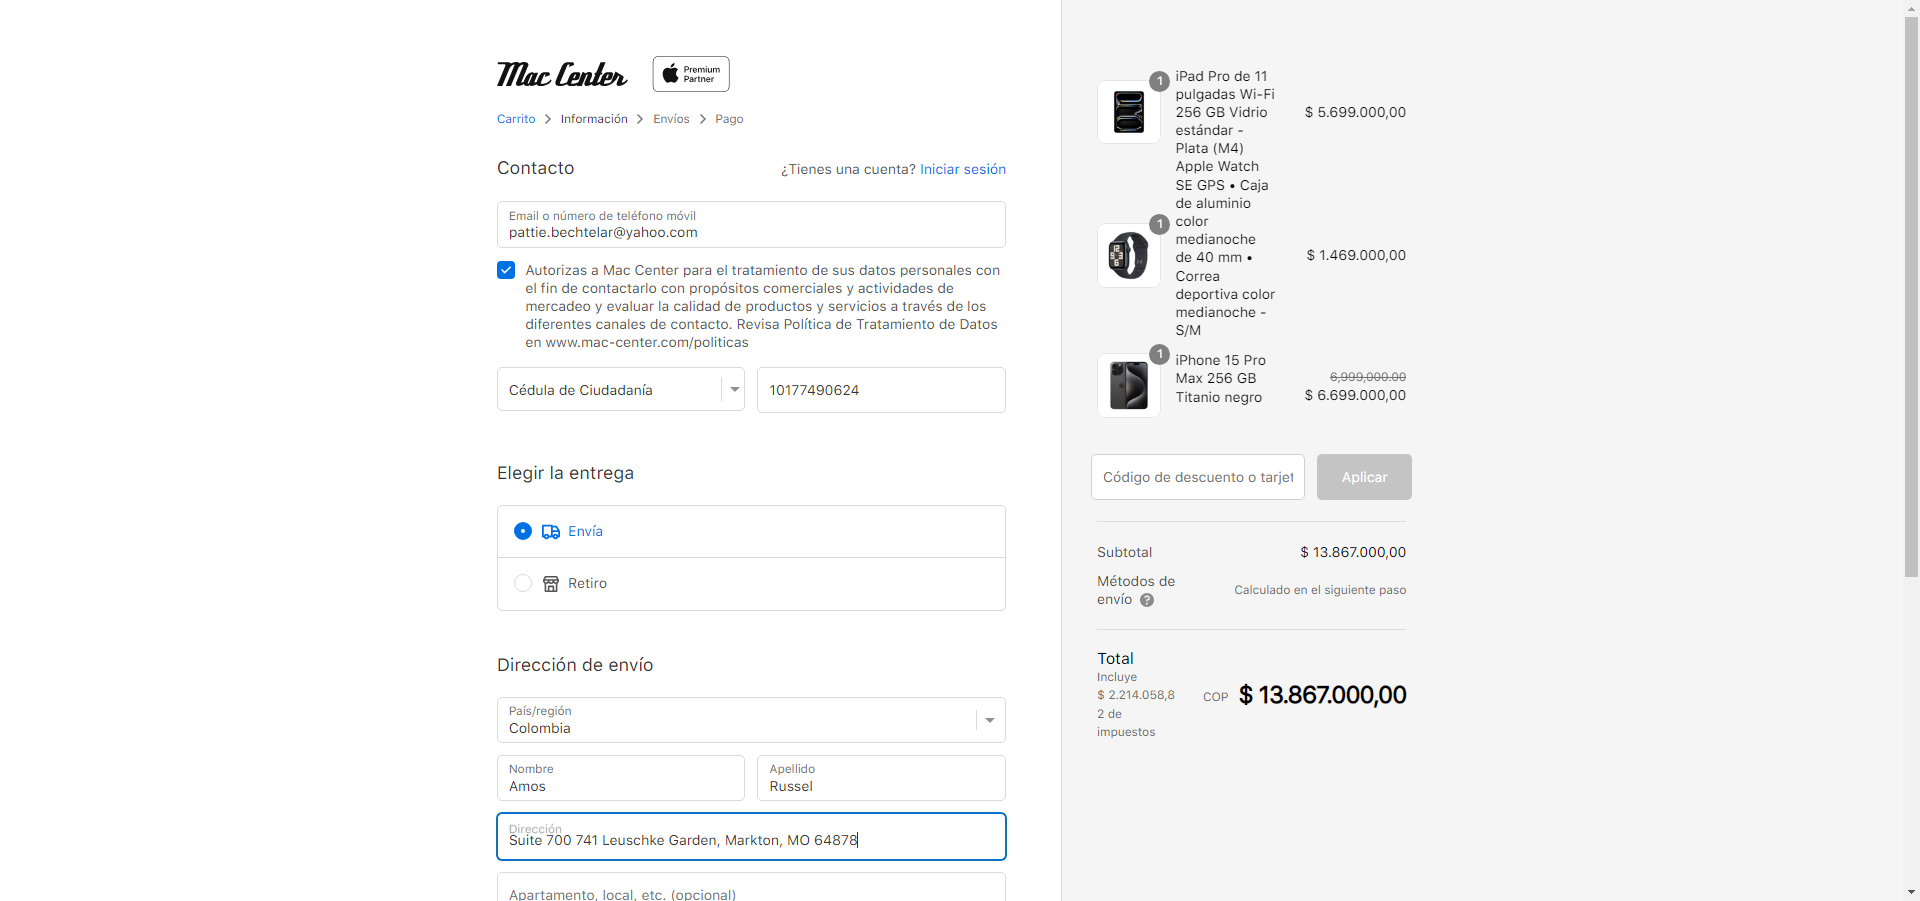 Mac Center
Premium
Partner
Carrito > Información > Envíos > Pago
Contacto
¿Tienes una cuenta? Iniciar sesión
Email o número de teléfono móvil
pattie.bechtelar@yahoo.com
Autorizas a Mac Center para el tratamiento de sus datos personales con
el fin de contactarlo con propósitos comerciales y actividades de
mercadeo y evaluar la calidad de productos y servicios a través de los
diferentes canales de contacto. Revisa Política de Tratamiento de Datos
en www.mac-center.com/politicas
Cédula de Ciudadanía
10177490624
Elegir la entrega
Envía
Retiro
Dirección de envío
País/región
Colombia
Nombre
Amos
Apellido
Russel
Dirección
Suite 700 741 Leuschke Garden, Markton, MO 64878
Apartamento, local, etc. (opcional)
1
iPad Pro de 11
pulgadas Wi-Fi
256 GB Vidrio
estándar -
Plata (M4)
$ 5.699.000,00
1
Apple Watch
SE GPS • Caja
de aluminio
color
medianoche
de 40 mm •
Correa
deportiva color
medianoche -
S/M
$ 1.469.000,00
1
iPhone 15 Pro
Max 256 GB
Titanio negro
6,999,000.00
$ 6.699.000,00
Código de descuento o tarjet
Aplicar
Subtotal
$ 13.867.000,00
Métodos de
envío ?
Calculado en el siguiente paso
Total
Incluye
$ 2.214.058,8
2 de
impuestos
COP $ 13.867.000,00